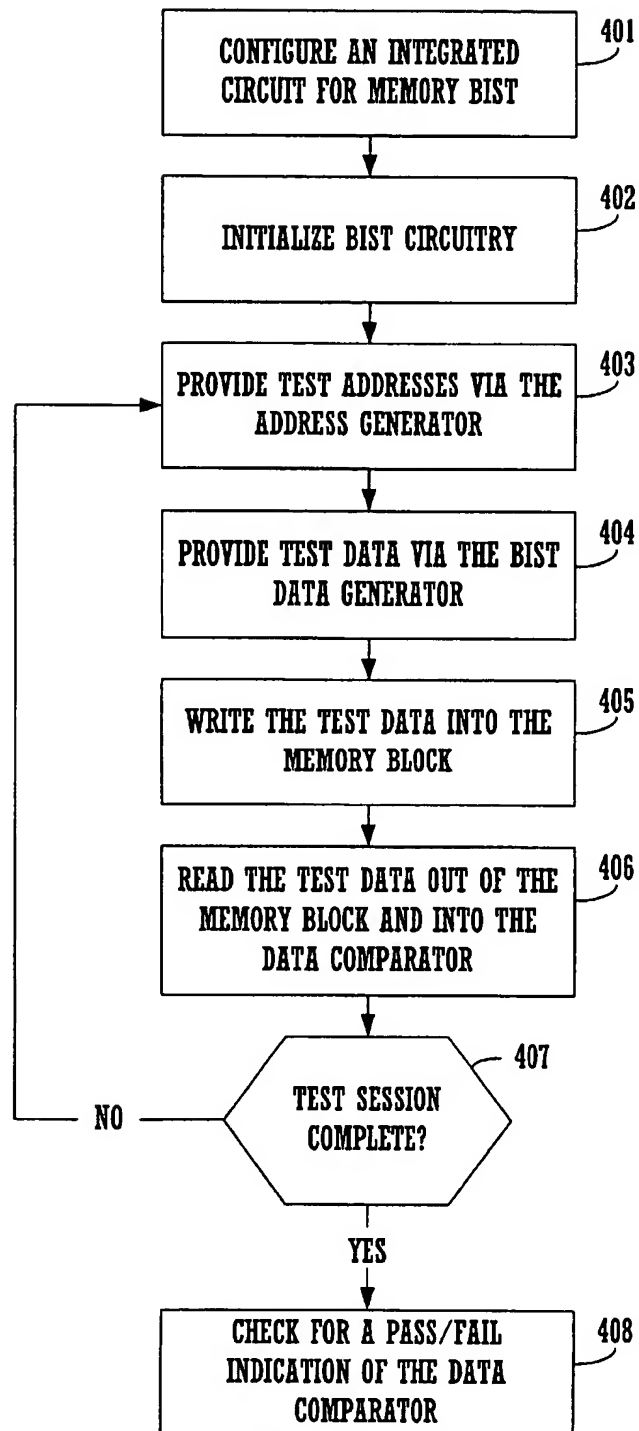 CONFIGURE AN INTEGRATED
CIRCUIT FOR MEMORY BIST
401
INITIALIZE BIST CIRCUITRY
402
PROVIDE TEST ADDRESSES VIA THE
ADDRESS GENERATOR
403
PROVIDE TEST DATA VIA THE BIST
DATA GENERATOR
404
WRITE THE TEST DATA INTO THE
MEMORY BLOCK
405
READ THE TEST DATA OUT OF THE
MEMORY BLOCK AND INTO THE
DATA COMPARATOR
406
TEST SESSION
COMPLETE?
407
NO
YES
CHECK FOR A PASS/FAIL
INDICATION OF THE DATA
COMPARATOR
408